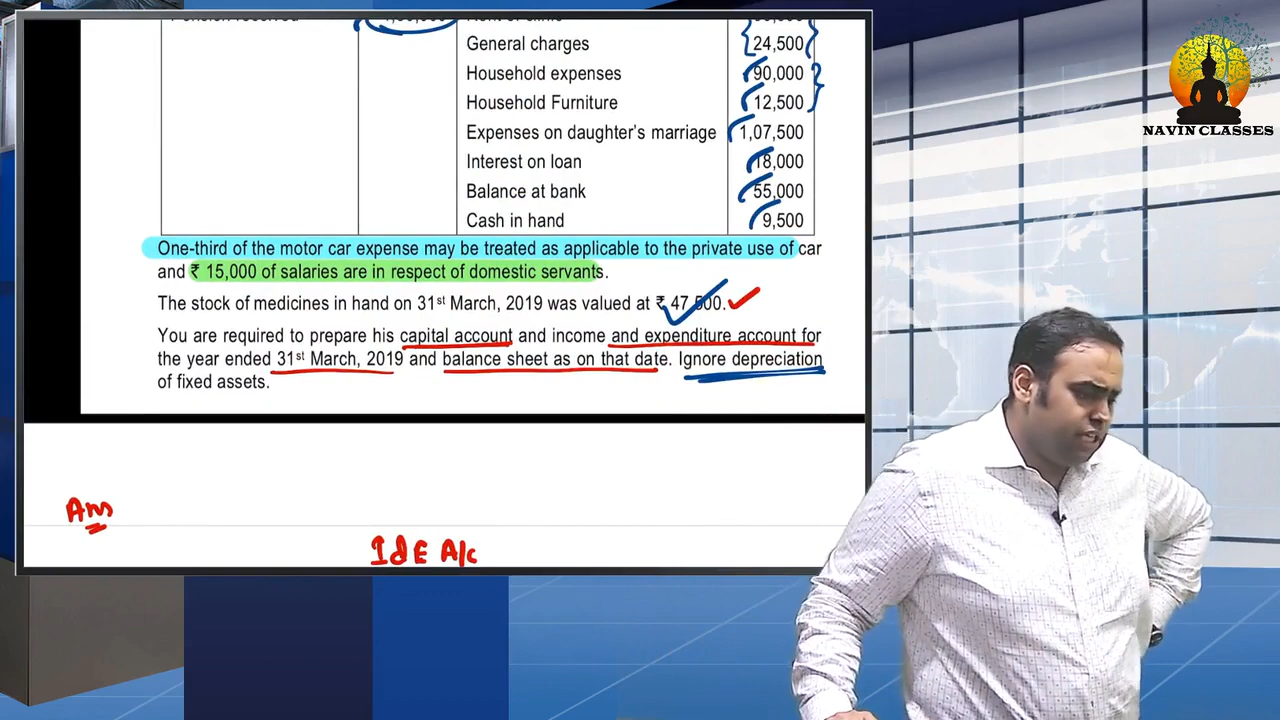 General charges 24,500
Household expenses 90,000
Household Furniture 12,500
Expenses on daughter's marriage 1,07,500
Interest on loan 18,000
Balance at bank 55,000
Cash in hand 9,500
One-third of the motor car expense may be treated as applicable to the private use of car
and ₹ 15,000 of salaries are in respect of domestic servants.
The stock of medicines in hand on 31st March, 2019 was valued at ₹ 47,500.
You are required to prepare his capital account and income and expenditure account for
the year ended 31st March, 2019 and balance sheet as on that date. Ignore depreciation
of fixed assets.
Ans
I & E A/c
NAVIN CLASSES